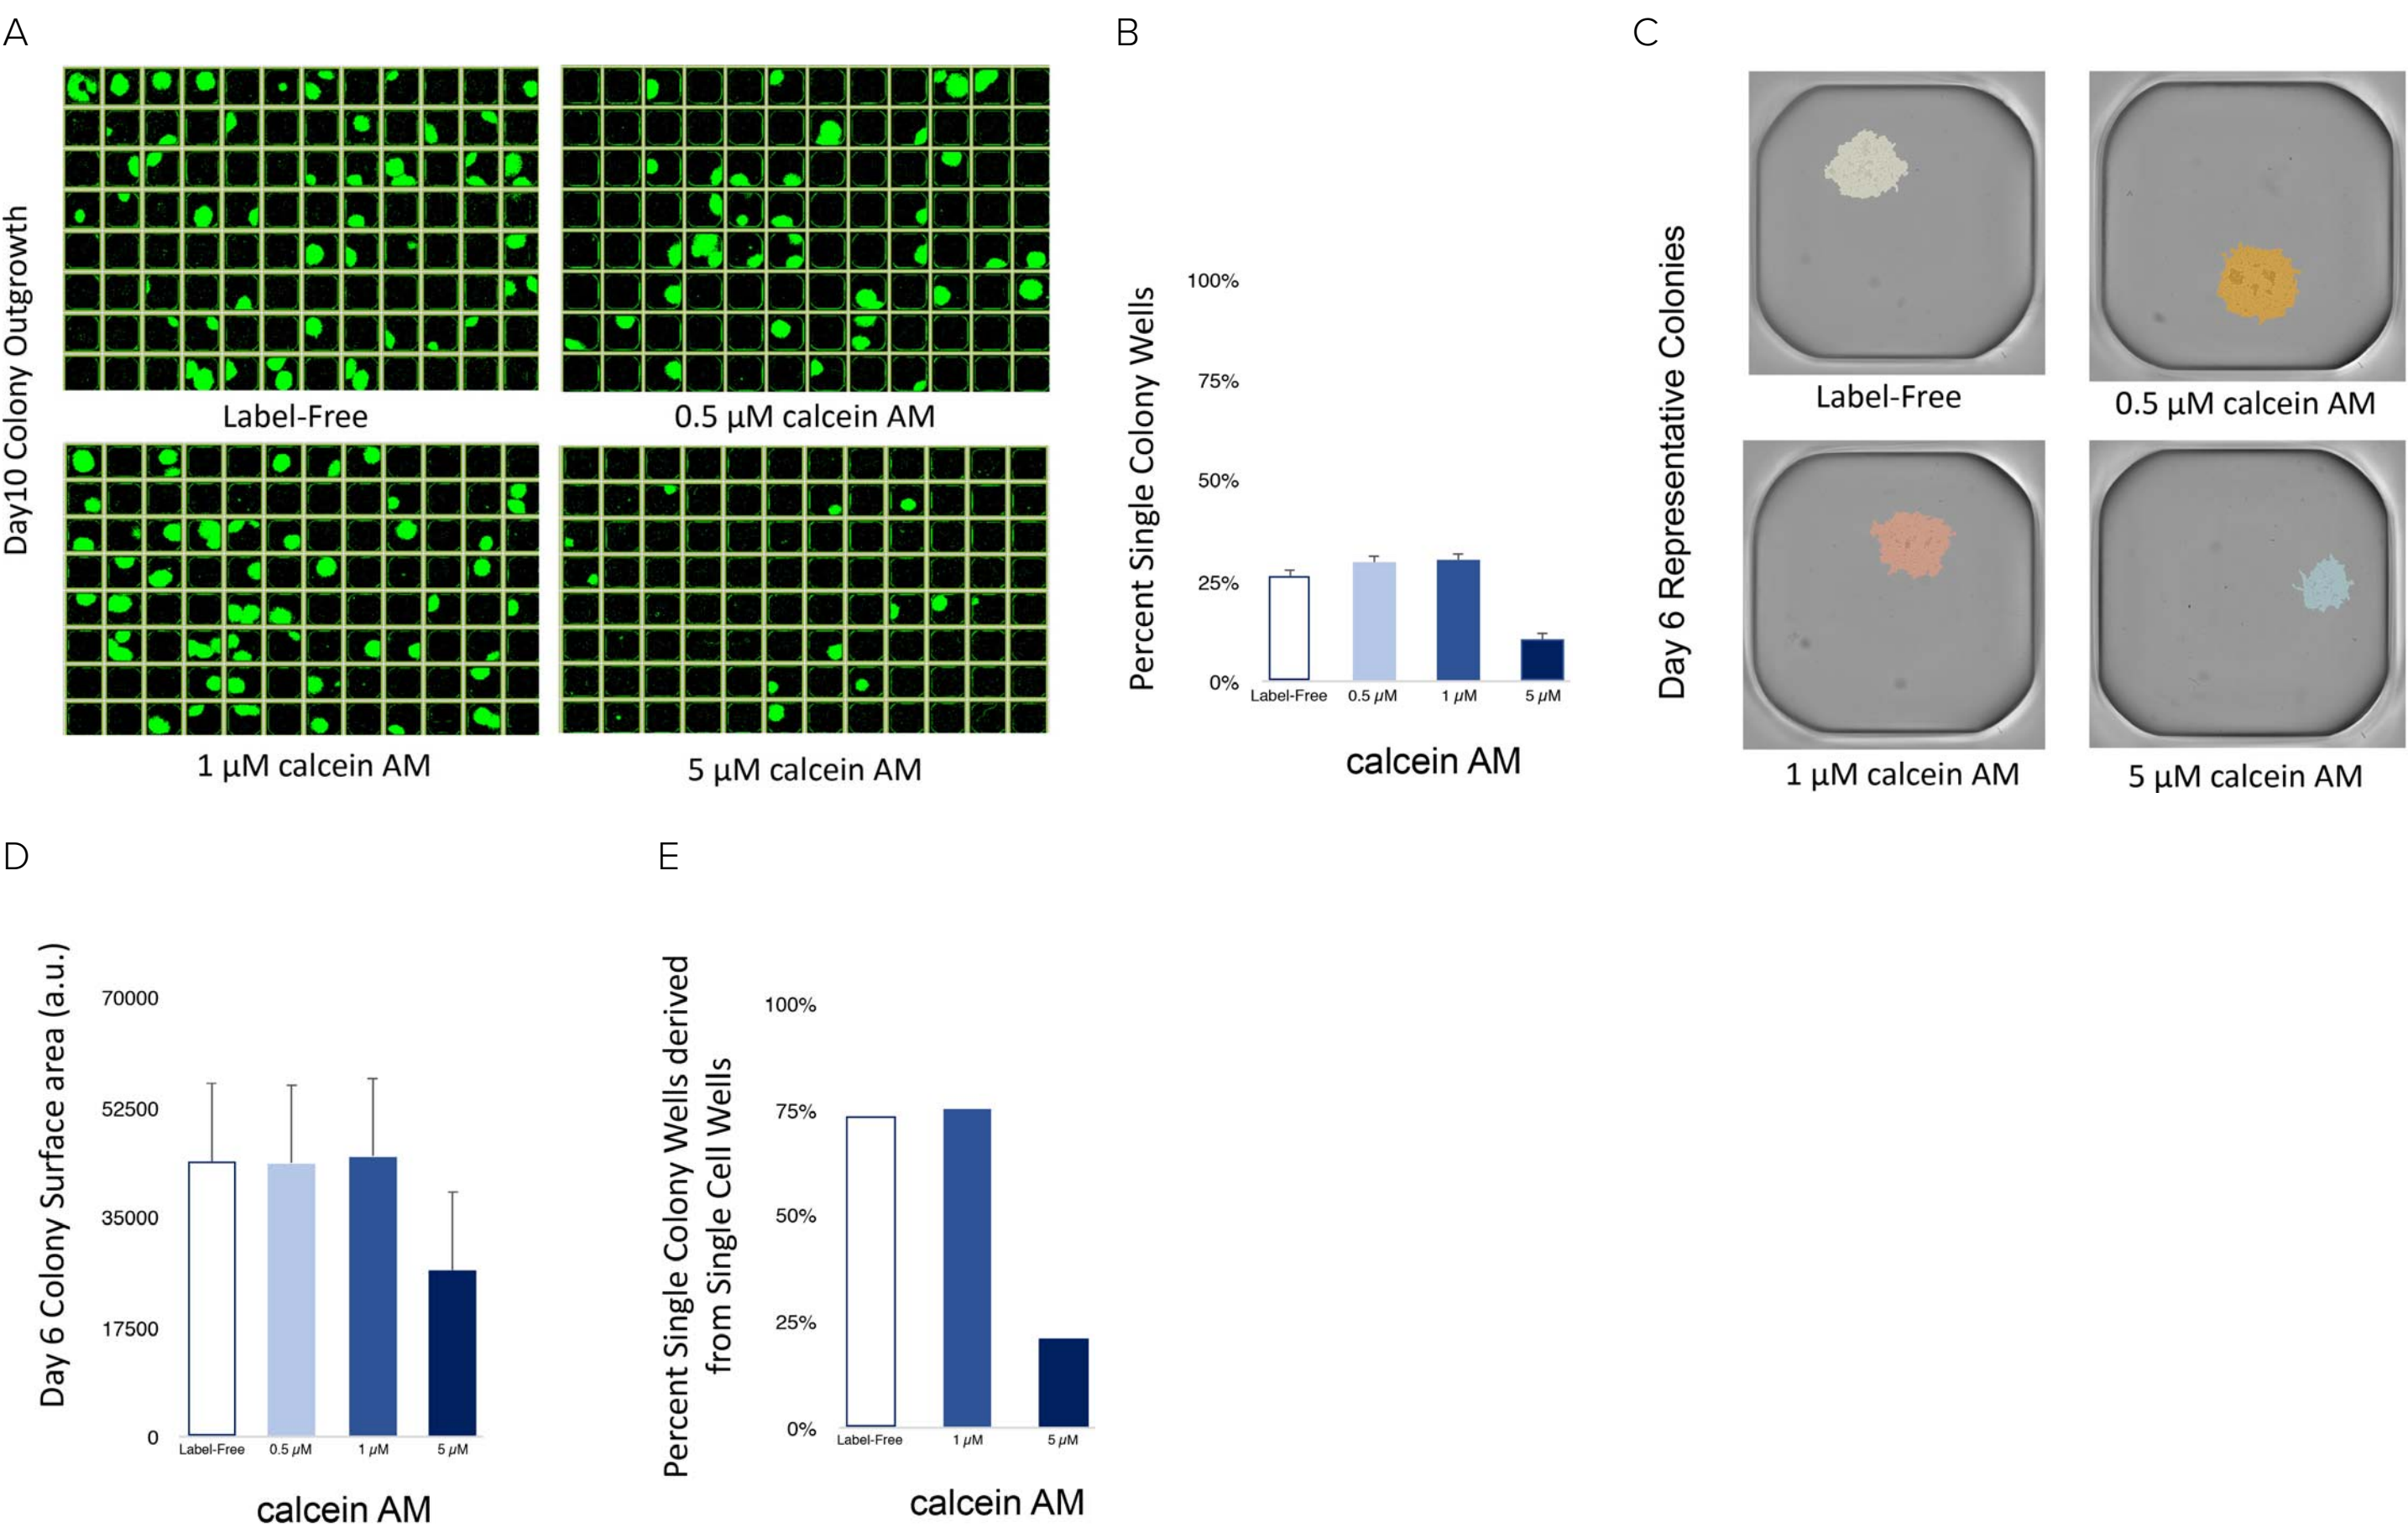 A
Day10 Colony Outgrowth
Label-Free
0.5 µM calcein AM
1 µM calcein AM
5 µM calcein AM
B
Percent Single Colony Wells
100%
75%
50%
25%
0%
Label-Free
0.5 µM
1 µM
5 µM
calcein AM
C
Day 6 Representative Colonies
Label-Free
0.5 µM calcein AM
1 µM calcein AM
5 µM calcein AM
D
Day 6 Colony Surface area (a.u.)
70000
52500
35000
17500
0
Label-Free
0.5 µM
1 µM
5 µM
calcein AM
E
Percent Single Colony Wells derived
from Single Cell Wells
100%
75%
50%
25%
0%
Label-Free
1 µM
5 µM
calcein AM